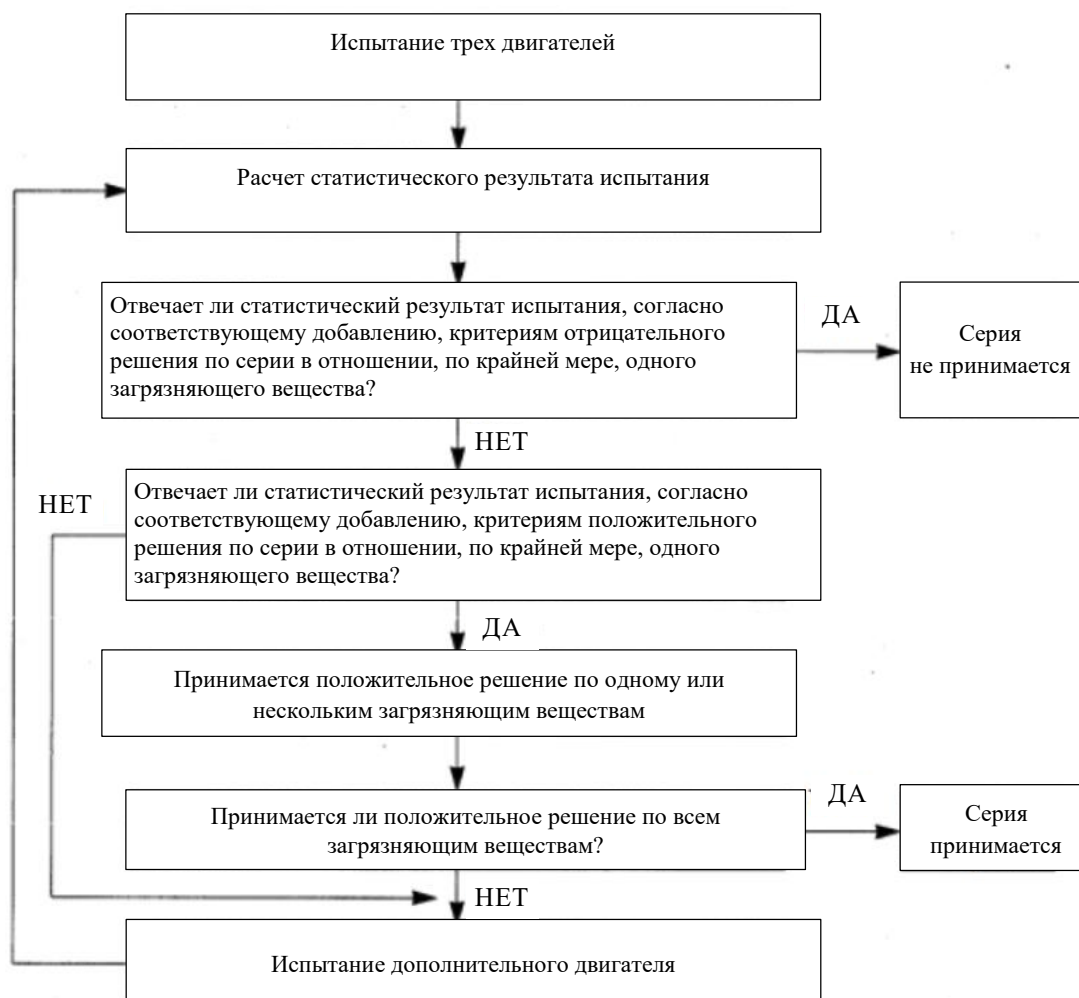 Испытание трех двигателей
Расчет статистического результата испытания
Отвечает ли статистический результат испытания, согласно
соответствующему добавлению, критериям отрицательного
решения по серии в отношении, по крайней мере, одного
загрязняющего вещества?
ДА
Серия
не принимается
НЕТ
НЕТ
Отвечает ли статистический результат испытания, согласно
соответствующему добавлению, критериям положительного
решения по серии в отношении, по крайней мере, одного
загрязняющего вещества?
ДА
Принимается положительное решение по одному или
нескольким загрязняющим веществам
Принимается ли положительное решение по всем
загрязняющим веществам?
ДА
Серия
принимается
НЕТ
Испытание дополнительного двигателя